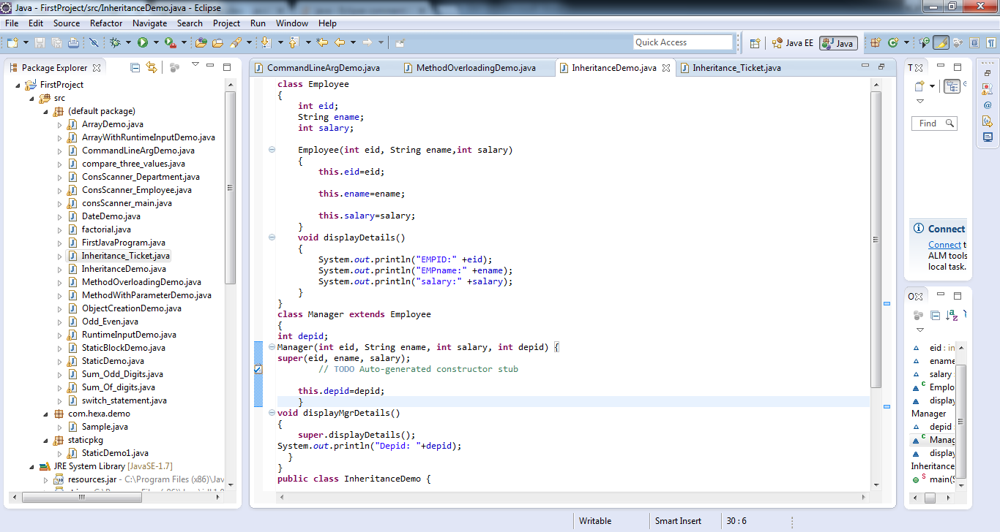 Java - FirstProject/src/InheritanceDemo.java - Eclipse
File Edit Source Refactor Navigate Search Project Run Window Help
Quick Access
Java EE
Java
Package Explorer
FirstProject
src
(default package)
ArrayDemo.java
ArrayWithRuntimeInputDemo.java
CommandLineArgDemo.java
compare_three_values.java
ConsScanner_Department.java
ConsScanner_Employee.java
consScanner_main.java
DateDemo.java
factorial.java
FirstJavaProgram.java
Inheritance_Ticket.java
InheritanceDemo.java
MethodOverloadingDemo.java
MethodWithParameterDemo.java
ObjectCreationDemo.java
Odd_Even.java
RuntimeInputDemo.java
StaticBlockDemo.java
StaticDemo.java
Sum_Odd_Digits.java
Sum_Of_digits.java
switch_statement.java
com.hexa.demo
Sample.java
staticpkg
StaticDemo1.java
JRE System Library [JavaSE-1.7]
resources.jar - C:\Program Files (x86)\Jav
CommandLineArgDemo.java MethodOverloadingDemo.java InheritanceDemo.java Inheritance_Ticket.java
class Employee
{
int eid;
String ename;
int salary;
Employee(int eid, String ename,int salary)
{
this.eid=eid;
this.ename=ename;
this.salary=salary;
}
void displayDetails()
{
System.out.println("EMPID:" +eid);
System.out.println("EMPname:" +ename);
System.out.println("salary:" +salary);
}
}
class Manager extends Employee
{
int depid;
Manager(int eid, String ename, int salary, int depid) {
super(eid, ename, salary);
// TODO Auto-generated constructor stub
this.depid=depid;
}
void displayMgrDetails()
{
super.displayDetails();
System.out.println("Depid: "+depid);
}
}
public class InheritanceDemo {
T
Find
Connect
Connect t
ALM tools
local task.
O
eid : in
ename
salary
Emplo
display
Manager
depid
Manag
display
Inheritance
main(S
Writable
Smart Insert
30 : 6